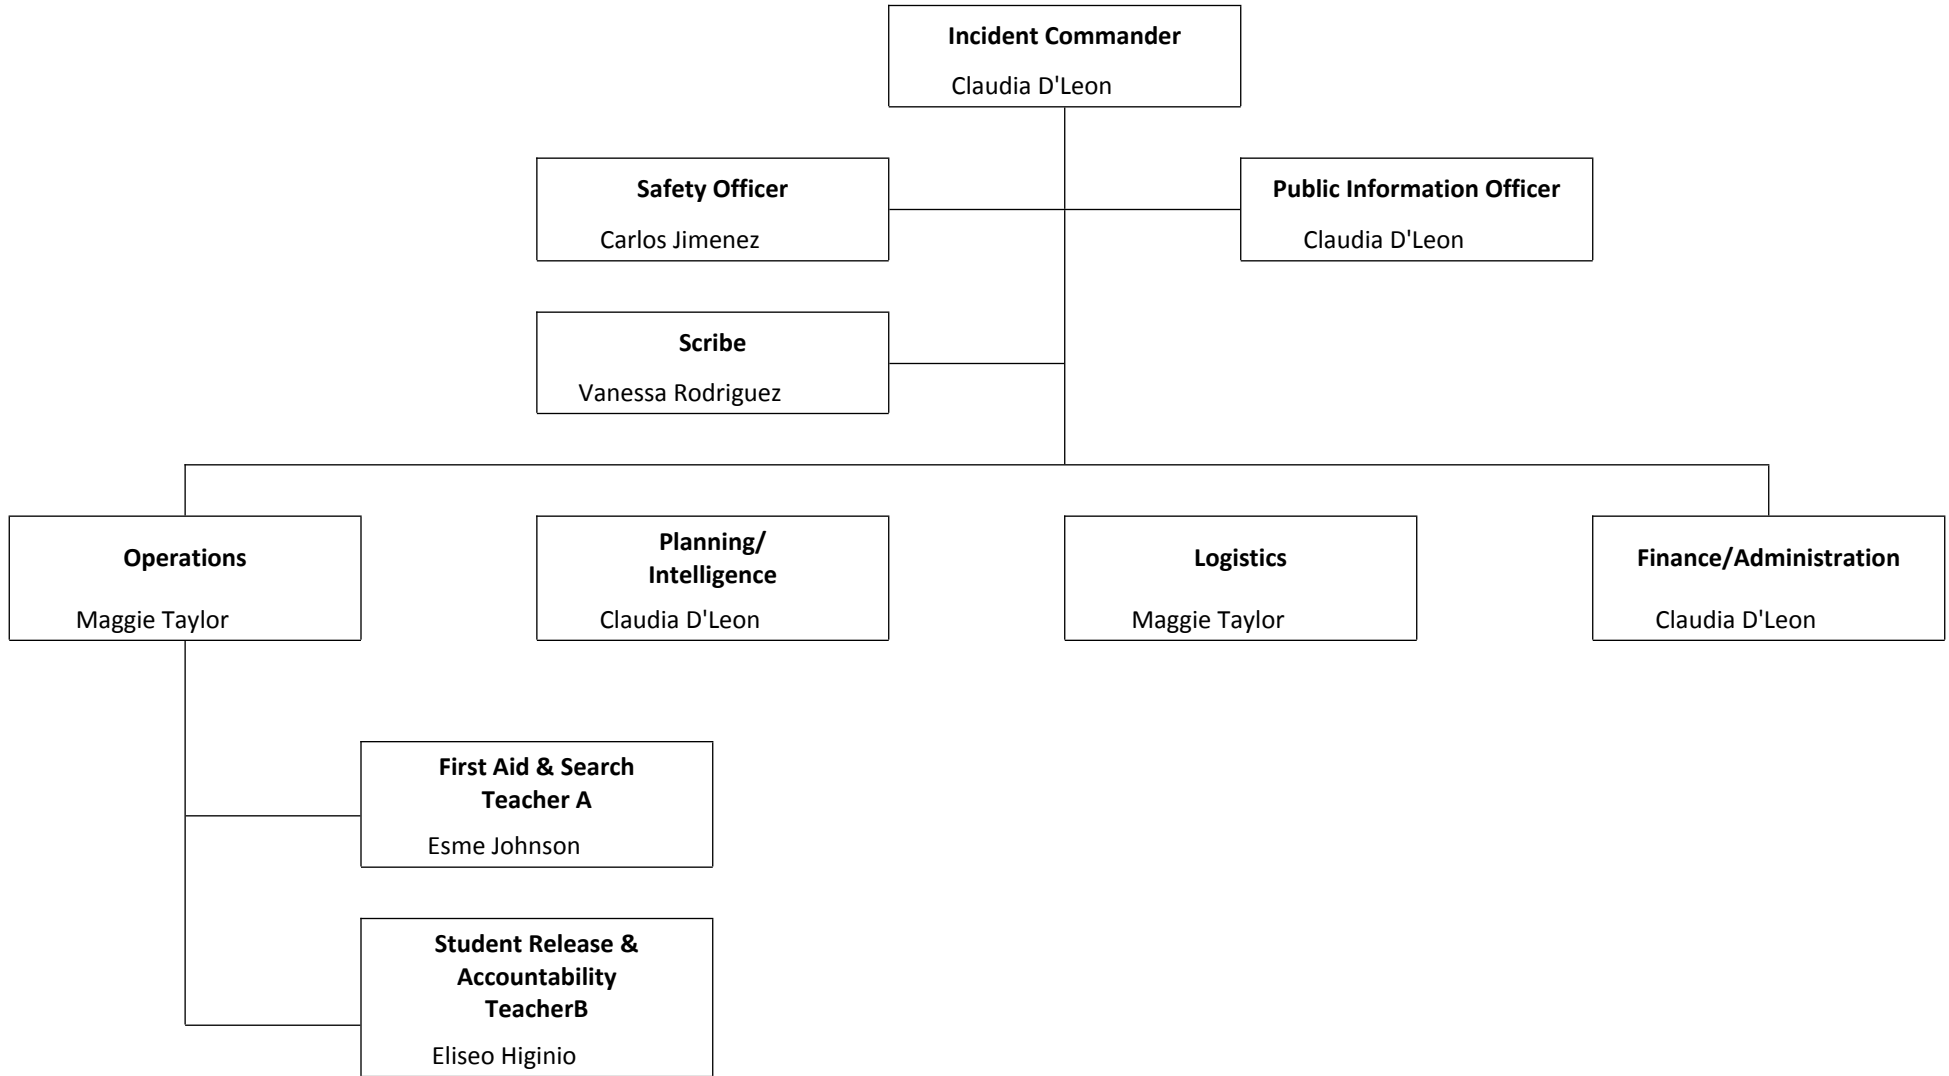 Incident Commander
Claudia D'Leon
Safety Officer
Carlos Jimenez
Public Information Officer
Claudia D'Leon
Scribe
Vanessa Rodriguez
Operations
Maggie Taylor
Planning/
Intelligence
Claudia D'Leon
Logistics
Maggie Taylor
Finance/Administration
Claudia D'Leon
First Aid & Search
Teacher A
Esme Johnson
Student Release &
Accountability
TeacherB
Eliseo Higinio